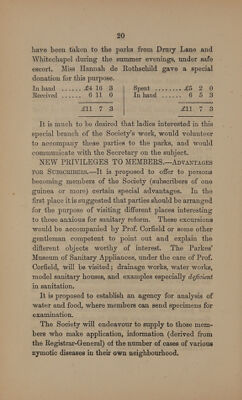 20
have been taken to the parks from Drury Lane and
Whitechapel during the summer evenings, under safe
escort. Miss Hannah de Rothschild gave a special
donation for this purpose.
In hand ...... £4 16 3 Spent ........ £5 2 0
Received ...... 6 11 0 In hand ...... 6 5 3
£11 7 3 £11 7 3
It is much to be desired that ladies interested in this
special branch of the Society's work, would volunteer
to accompany these parties to the parks, and would
communicate with the Secretary on the subject.
NEW PRIVILEGES TO MEMBERS.—ADVANTAGES
FOR SUBSCRIBERS.—It is proposed to offer to persons
becoming members of the Society (subscribers of one
guinea or more) certain special advantages. In the
first place it is suggested that parties should be arranged
for the purpose of visiting different places interesting
to those anxious for sanitary reform. These excursions
would be accompanied by Prof. Corfield or some other
gentleman competent to point out and explain the
different objects worthy of interest. The Parkes'
Museum of Sanitary Appliances, under the care of Prof.
Corfield, will be visited; drainage works, water works,
model sanitary houses, and examples especially deficient
in sanitation.
It is proposed to establish an agency for analysis of
water and food, where members can send specimens for
examination.
The Society will endeavour to supply to those mem-
bers who make application, information (derived from
the Registrar-General) of the number of cases of various
zymotic diseases in their own neighbourhood.